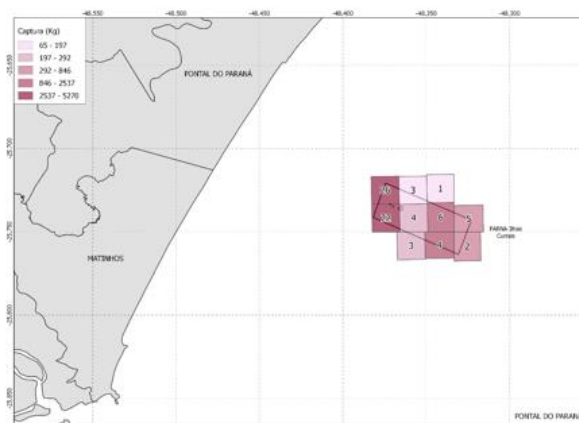 -48.550 -48.500 -48.450 -48.400 -48.350 -48.300
Captura (Kg)
65 - 197
197 - 292
292 - 846
846 - 2537
2537 - 5270
-25.650
PONTAL DO PARANÁ
-25.700
3 1
4 6 5
-25.750
PARNA Ilhas
Currais
3 4 2
MATINHOS
-25.800
-25.850
PONTAL DO PARANÁ